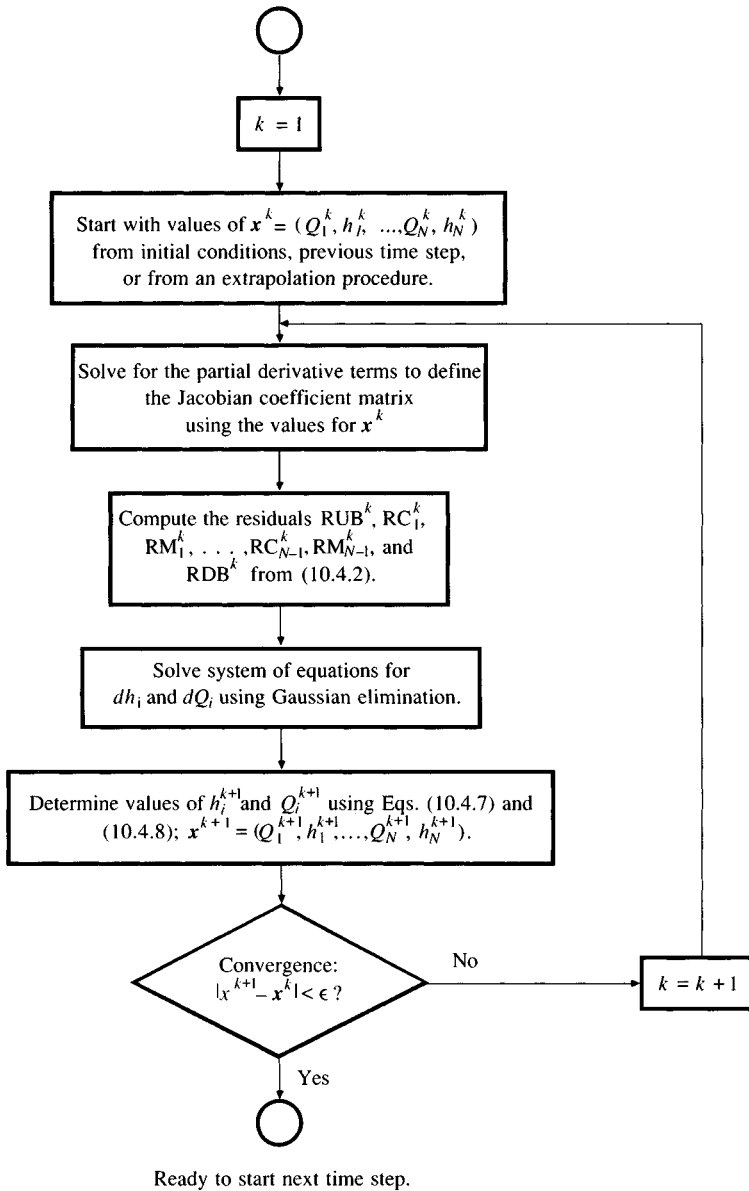 k = 1
Start with values of x^k = (Q_1^k, h_1^k, ...,Q_N^k, h_N^k)
from initial conditions, previous time step,
or from an extrapolation procedure.
Solve for the partial derivative terms to define
the Jacobian coefficient matrix
using the values for x^k
Compute the residuals RUB^k, RC_1^k,
RM_1^k, . . . ,RC_{N-1}^k, RM_{N-1}^k, and
RDB^k from (10.4.2).
Solve system of equations for
dh_i and dQ_i using Gaussian elimination.
Determine values of h_i^{k+1} and Q_i^{k+1} using Eqs. (10.4.7) and
(10.4.8); x^{k+1} = (Q_1^{k+1}, h_1^{k+1},...,Q_N^{k+1}, h_N^{k+1}).
Convergence:
|x^{k+1} – x^k| < ϵ ?
No
k = k + 1
Yes
Ready to start next time step.